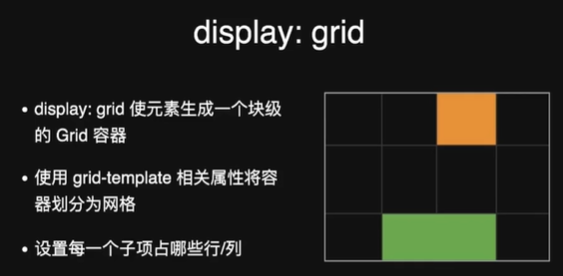 display: grid
• display: grid 使元素生成一个块级
的 Grid 容器
• 使用 grid-template 相关属性将容
器划分为网格
• 设置每一个子项占哪些行/列